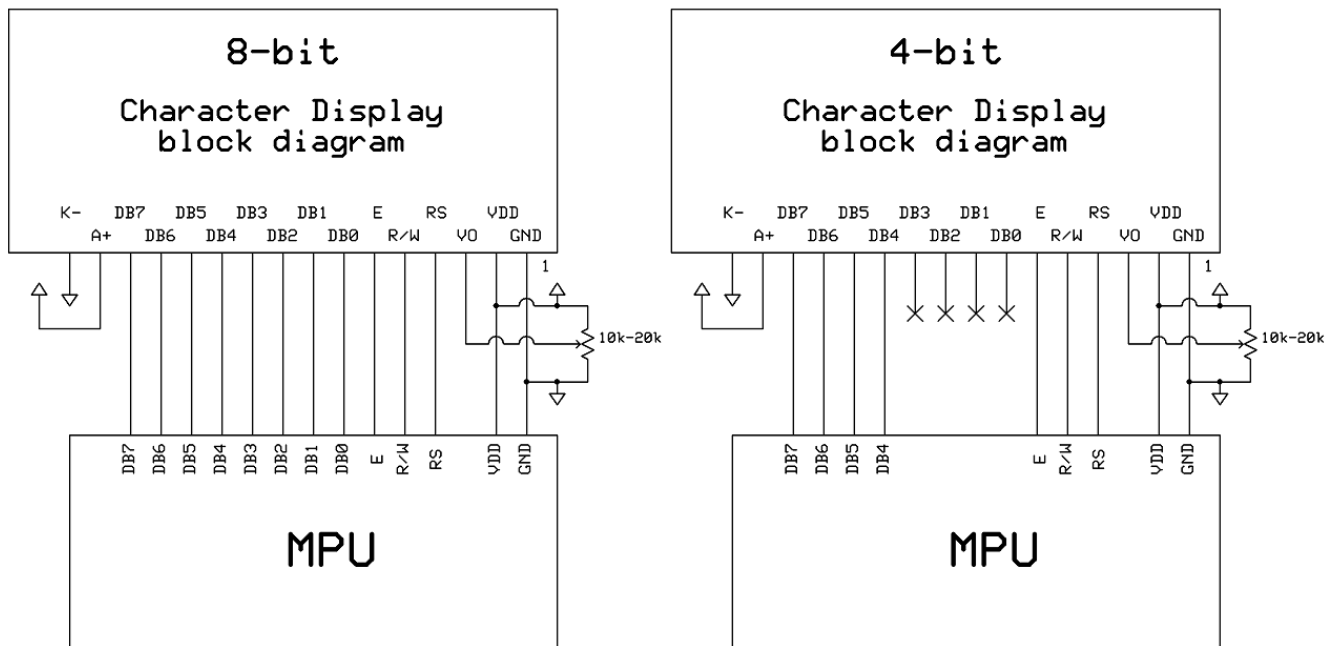 8-bit
Character Display
block diagram
K- DB7 DB5 DB3 DB1 E RS VDD
A+ DB6 DB4 DB2 DB0 R/W VO GND
1
10k-20k
DB7 DB6 DB5 DB4 DB3 DB2 DB1 DB0 E R/W RS VDD GND
MPU
4-bit
Character Display
block diagram
K- DB7 DB5 DB3 DB1 E RS VDD
A+ DB6 DB4 DB2 DB0 R/W VO GND
1
10k-20k
DB7 DB6 DB5 DB4 E R/W RS VDD GND
MPU